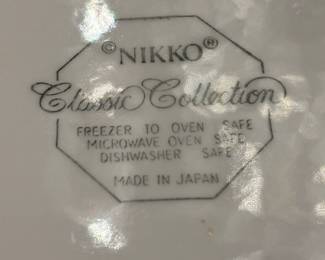 © NIKKO ®
Classic Collection
FREEZER TO OVEN SAFE
MICROWAVE OVEN SAFE
DISHWASHER SAFE
MADE IN JAPAN